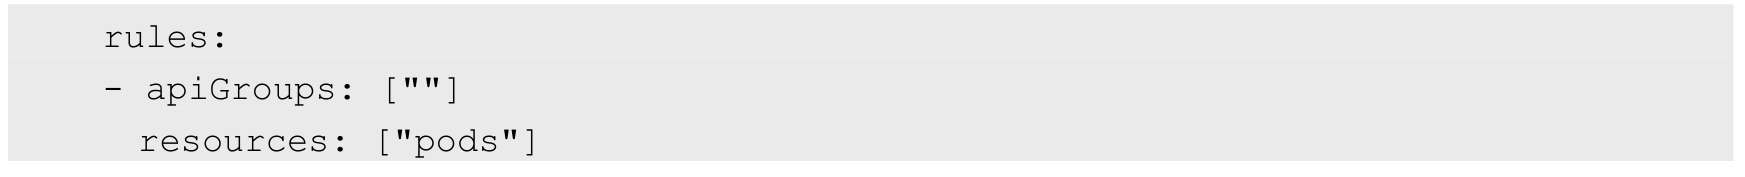 rules:
- apiGroups: [""]
  resources: ["pods"]